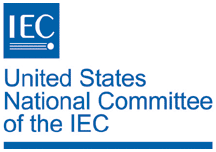 IEC
United States
National Committee
of the IEC